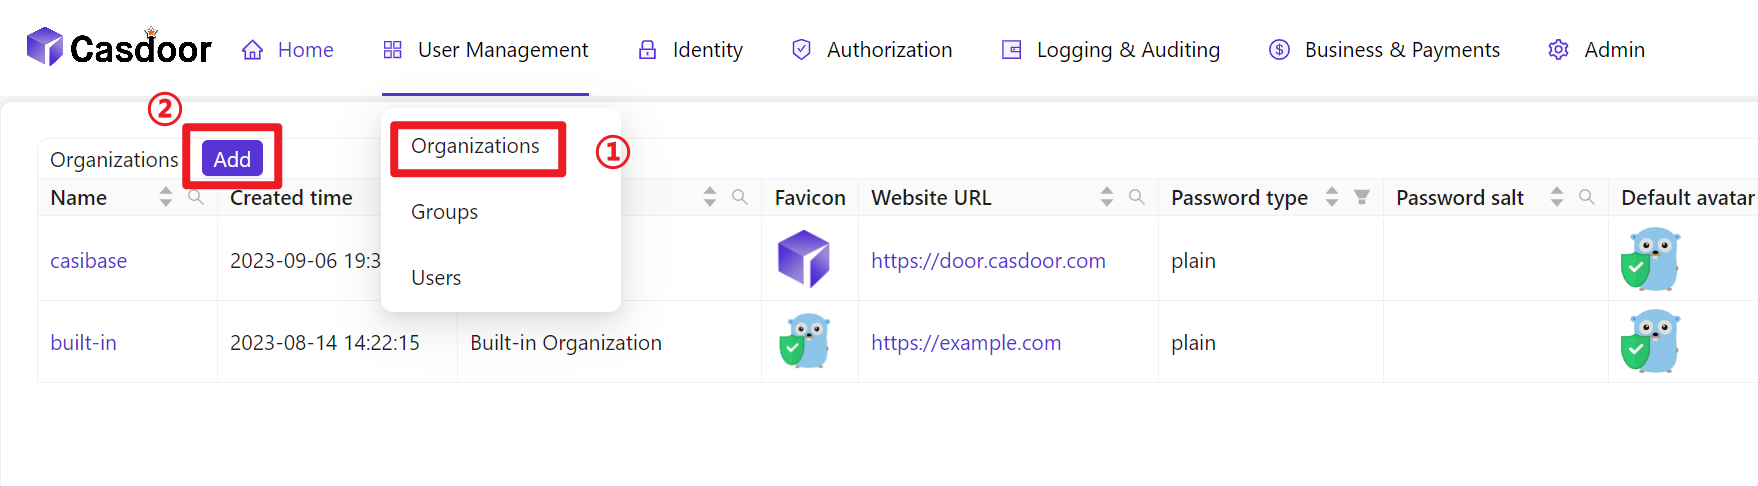 Casdoor Home User Management Identity Authorization Logging & Auditing Business & Payments Admin
②
Organizations Add
Organizations ①
Groups
Users
Name Created time Favicon Website URL Password type Password salt Default avatar
casibase 2023-09-06 19:3 https://door.casdoor.com plain
built-in 2023-08-14 14:22:15 Built-in Organization https://example.com plain